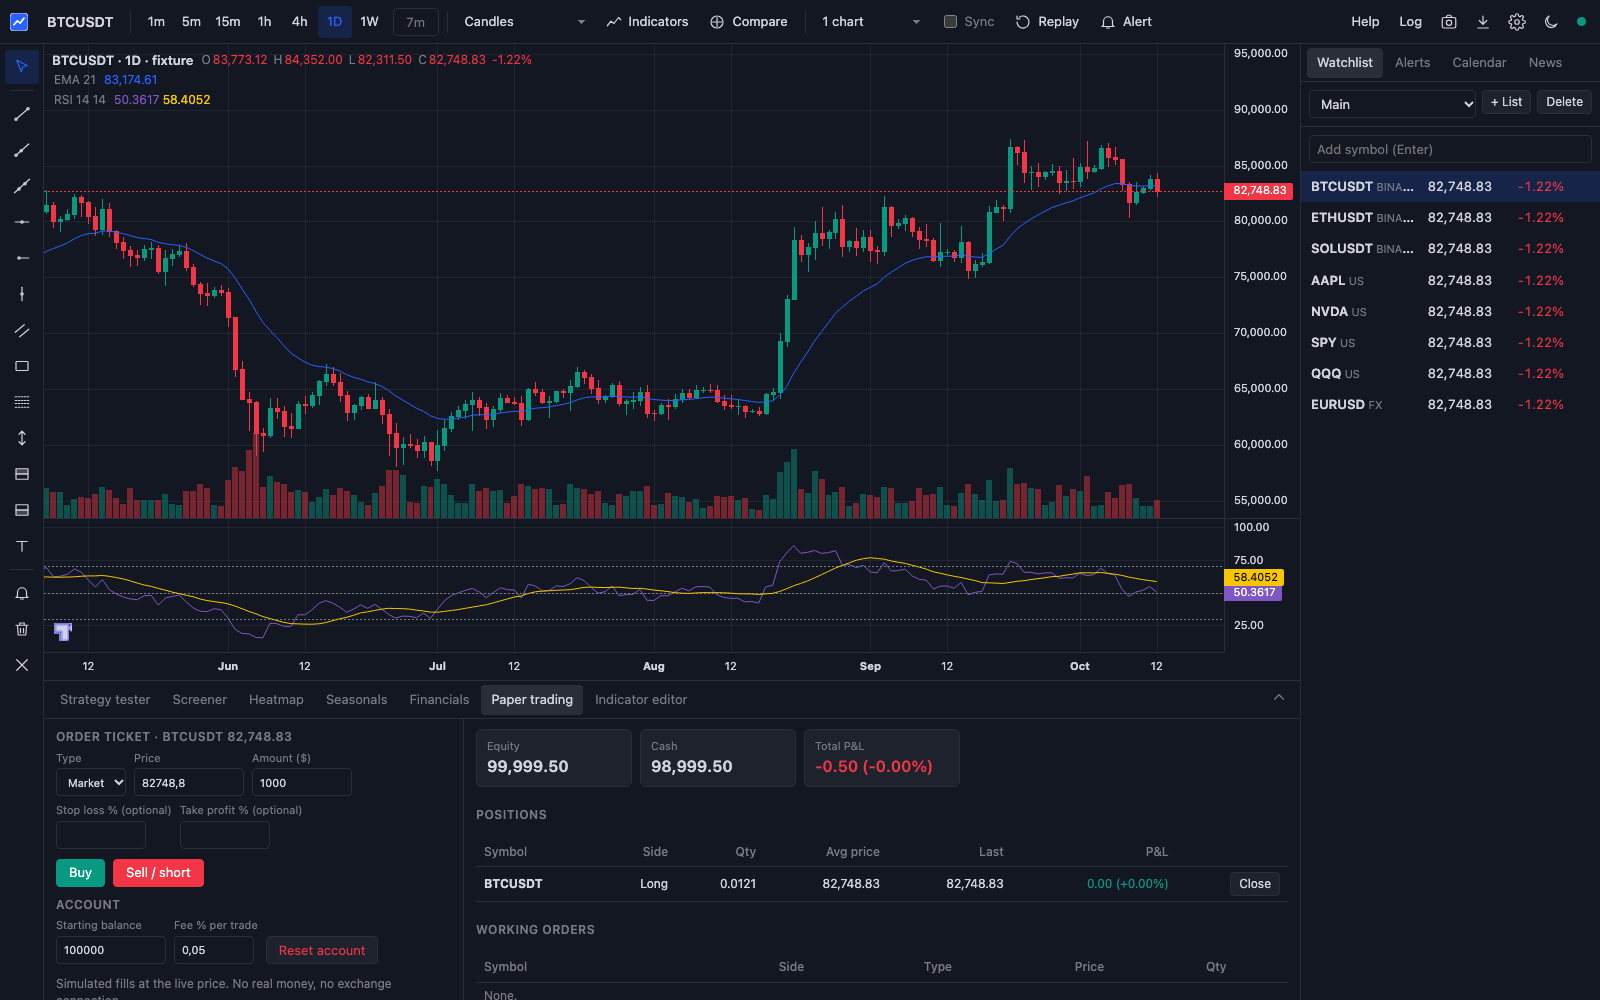 BTCUSDT 1m 5m 15m 1h 4h 1D 1W 7m Candles Indicators Compare 1 chart Sync Replay Alert Help Log
BTCUSDT · 1D · fixture O83,773.12 H84,352.00 L82,311.50 C82,748.83 -1.22%
EMA 21 83,174.61
RSI 14 14 50.3617 58.4052
95,000.00
90,000.00
85,000.00
82,748.83
80,000.00
75,000.00
70,000.00
65,000.00
60,000.00
55,000.00
100.00
75.00
58.4052
50.3617
25.00
12 Jun 12 Jul 12 Aug 12 Sep 12 Oct 12
Watchlist Alerts Calendar News
Main + List Delete
Add symbol (Enter)
BTCUSDT BINA... 82,748.83 -1.22%
ETHUSDT BINA... 82,748.83 -1.22%
SOLUSDT BINA... 82,748.83 -1.22%
AAPL US 82,748.83 -1.22%
NVDA US 82,748.83 -1.22%
SPY US 82,748.83 -1.22%
QQQ US 82,748.83 -1.22%
EURUSD FX 82,748.83 -1.22%
Strategy tester Screener Heatmap Seasonals Financials Paper trading Indicator editor
ORDER TICKET · BTCUSDT 82,748.83
Type Price Amount ($)
Market 82748,8 1000
Stop loss % (optional) Take profit % (optional)
Buy Sell / short
ACCOUNT
Starting balance Fee % per trade
100000 0,05 Reset account
Simulated fills at the live price. No real money, no exchange
Equity Cash Total P&L
99,999.50 98,999.50 -0.50 (-0.00%)
POSITIONS
Symbol Side Qty Avg price Last P&L
BTCUSDT Long 0.0121 82,748.83 82,748.83 0.00 (+0.00%) Close
WORKING ORDERS
Symbol Side Type Price Qty
None.